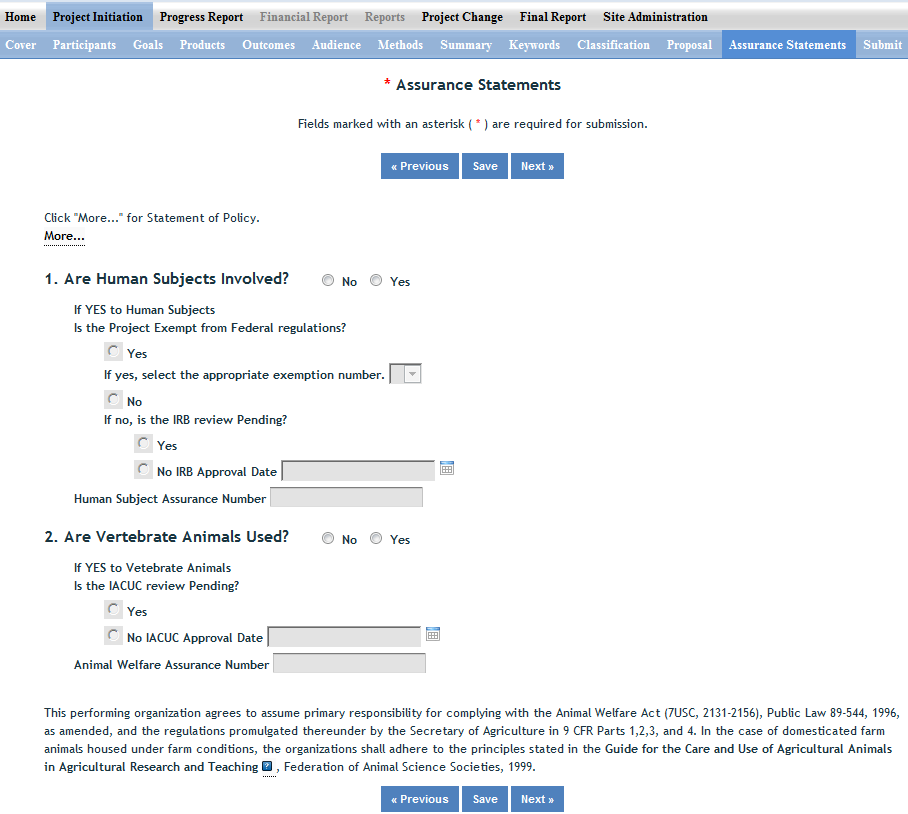 Home Project Initiation Progress Report Financial Report Reports Project Change Final Report Site Administration
Cover Participants Goals Products Outcomes Audience Methods Summary Keywords Classification Proposal Assurance Statements Submit
* Assurance Statements
Fields marked with an asterisk ( * ) are required for submission.
« Previous Save Next »
Click "More..." for Statement of Policy.
More...
1. Are Human Subjects Involved? No Yes
If YES to Human Subjects
Is the Project Exempt from Federal regulations?
Yes
If yes, select the appropriate exemption number.
No
If no, is the IRB review Pending?
Yes
No IRB Approval Date
Human Subject Assurance Number
2. Are Vertebrate Animals Used? No Yes
If YES to Vetebrate Animals
Is the IACUC review Pending?
Yes
No IACUC Approval Date
Animal Welfare Assurance Number
This performing organization agrees to assume primary responsibility for complying with the Animal Welfare Act (7USC, 2131-2156), Public Law 89-544, 1996,
as amended, and the regulations promulgated thereunder by the Secretary of Agriculture in 9 CFR Parts 1,2,3, and 4. In the case of domesticated farm
animals housed under farm conditions, the organizations shall adhere to the principles stated in the Guide for the Care and Use of Agricultural Animals
in Agricultural Research and Teaching ? , Federation of Animal Science Societies, 1999.
« Previous Save Next »